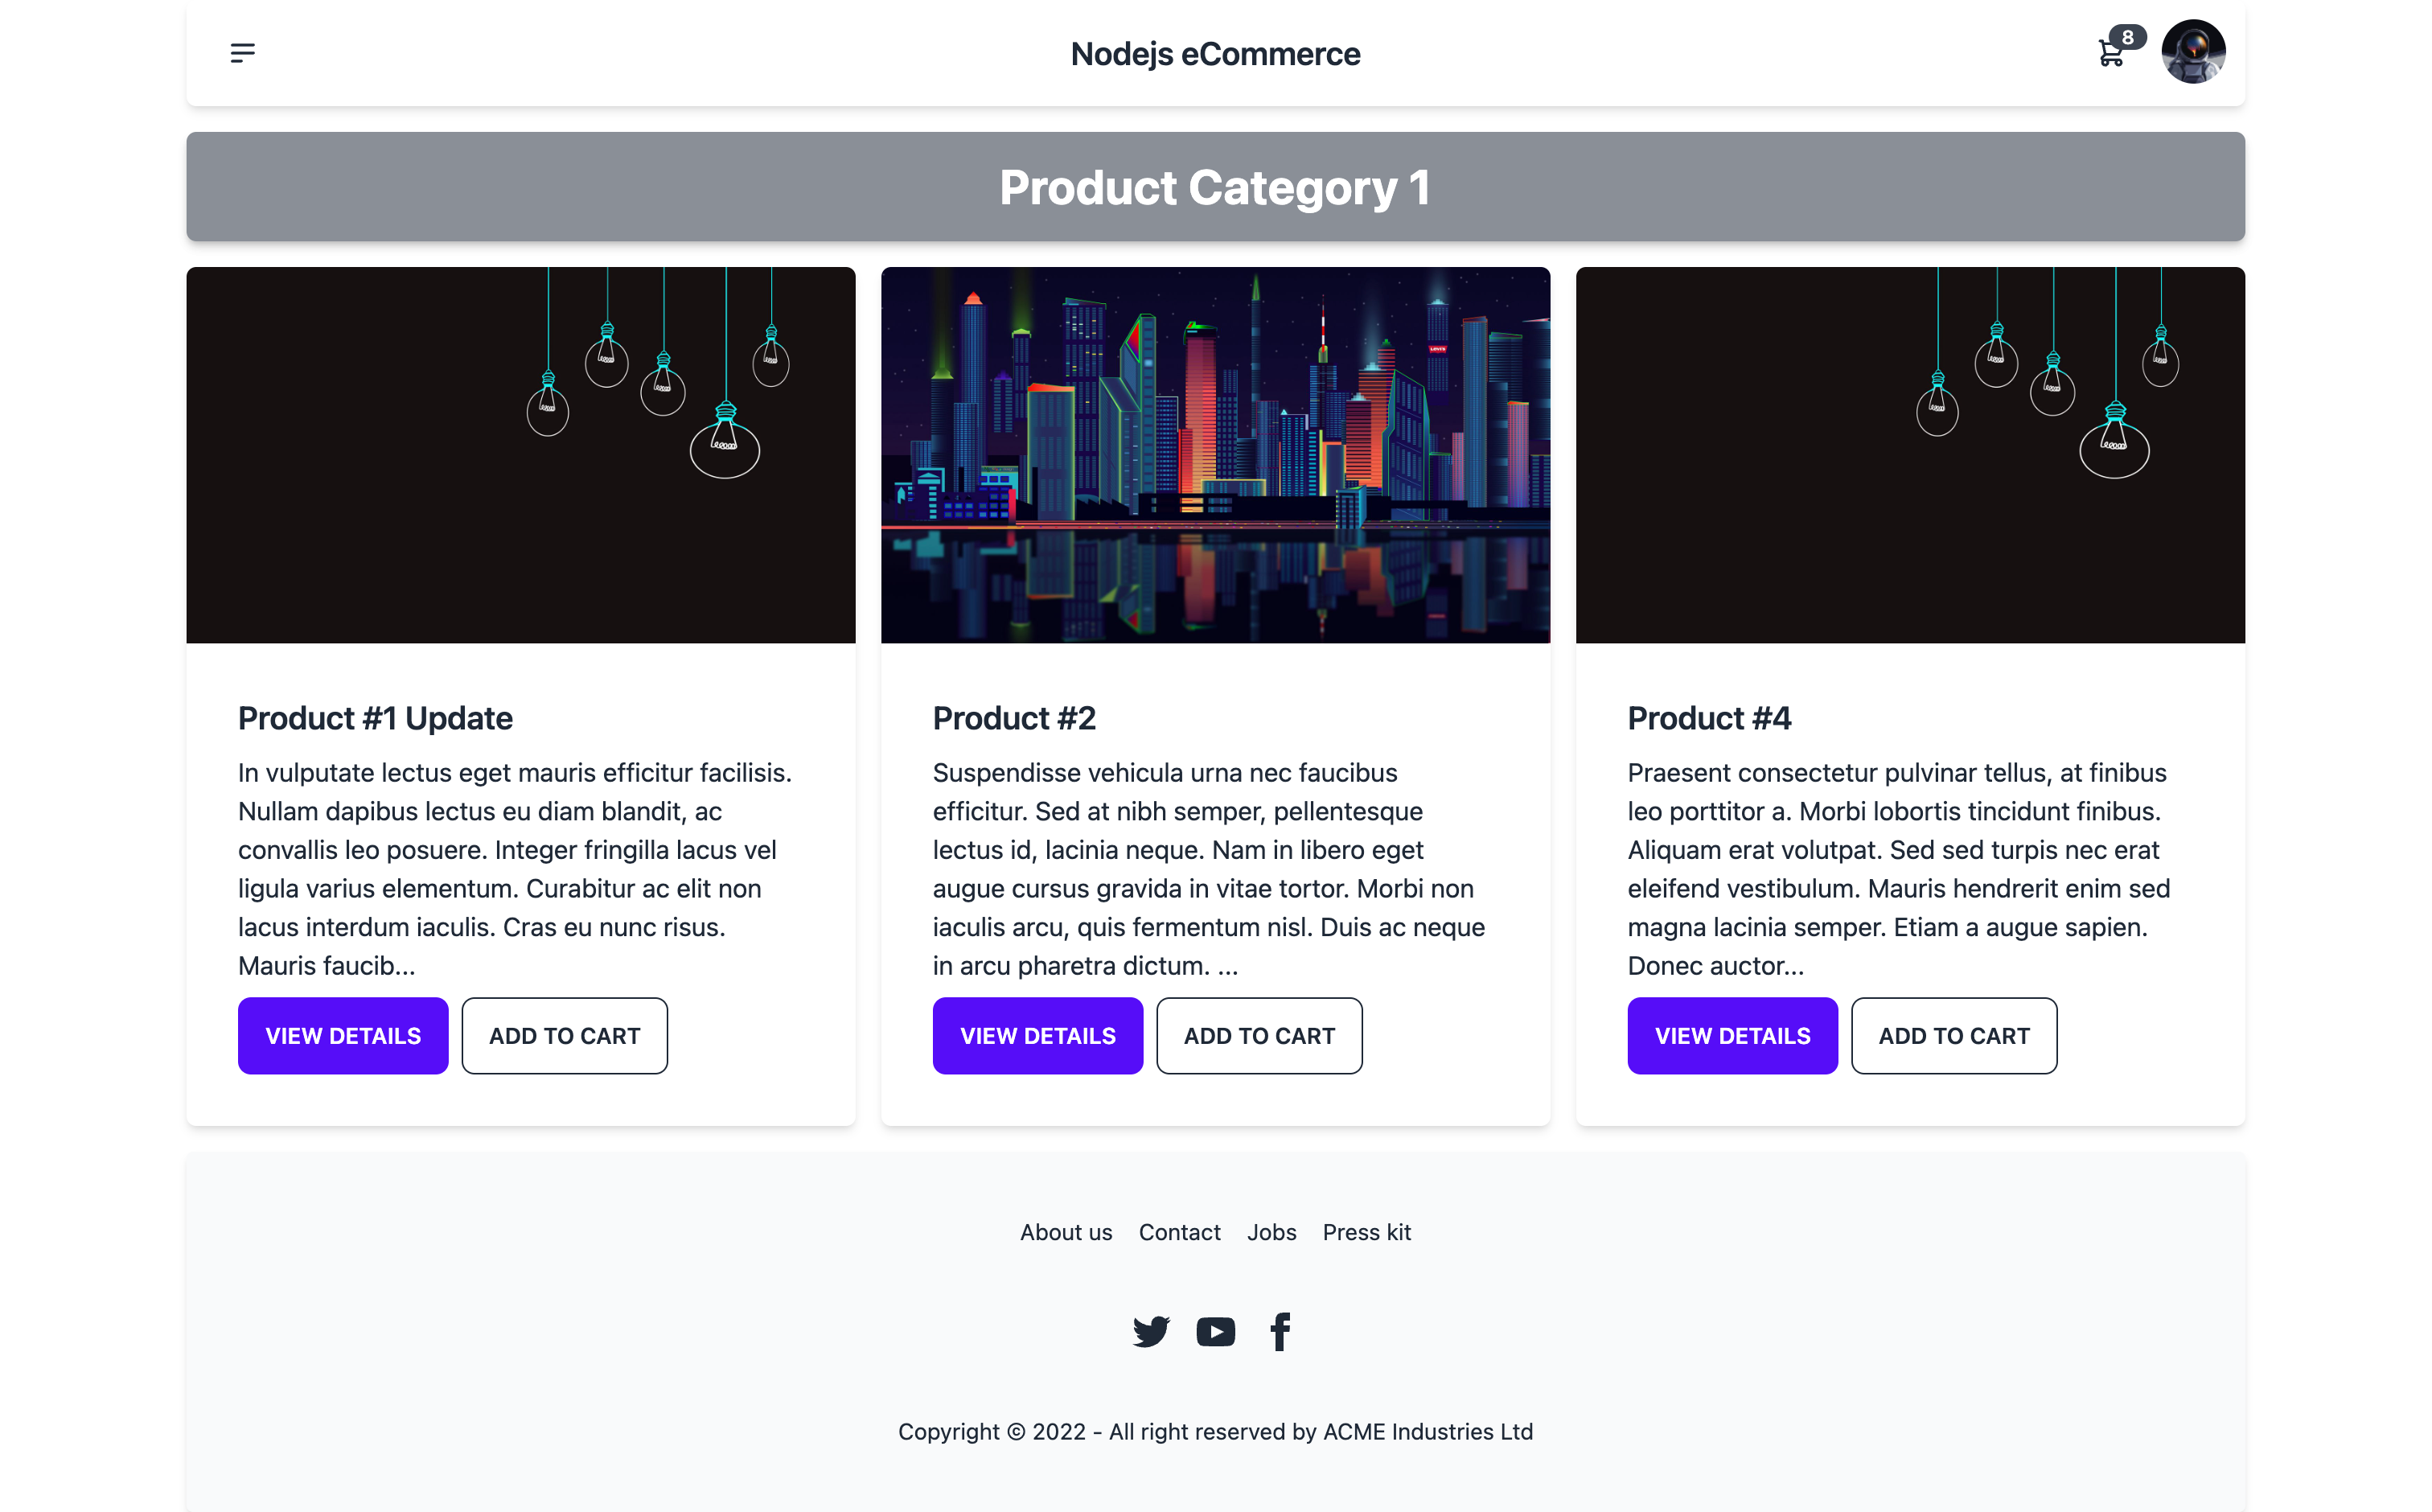 Nodejs eCommerce
8
Product Category 1
LEVI'S
Product #1 Update
In vulputate lectus eget mauris efficitur facilisis.
Nullam dapibus lectus eu diam blandit, ac
convallis leo posuere. Integer fringilla lacus vel
ligula varius elementum. Curabitur ac elit non
lacus interdum iaculis. Cras eu nunc risus.
Mauris faucib...
VIEW DETAILS
ADD TO CART
Product #2
Suspendisse vehicula urna nec faucibus
efficitur. Sed at nibh semper, pellentesque
lectus id, lacinia neque. Nam in libero eget
augue cursus gravida in vitae tortor. Morbi non
iaculis arcu, quis fermentum nisl. Duis ac neque
in arcu pharetra dictum. ...
VIEW DETAILS
ADD TO CART
Product #4
Praesent consectetur pulvinar tellus, at finibus
leo porttitor a. Morbi lobortis tincidunt finibus.
Aliquam erat volutpat. Sed sed turpis nec erat
eleifend vestibulum. Mauris hendrerit enim sed
magna lacinia semper. Etiam a augue sapien.
Donec auctor...
VIEW DETAILS
ADD TO CART
About us
Contact
Jobs
Press kit
Copyright © 2022 - All right reserved by ACME Industries Ltd